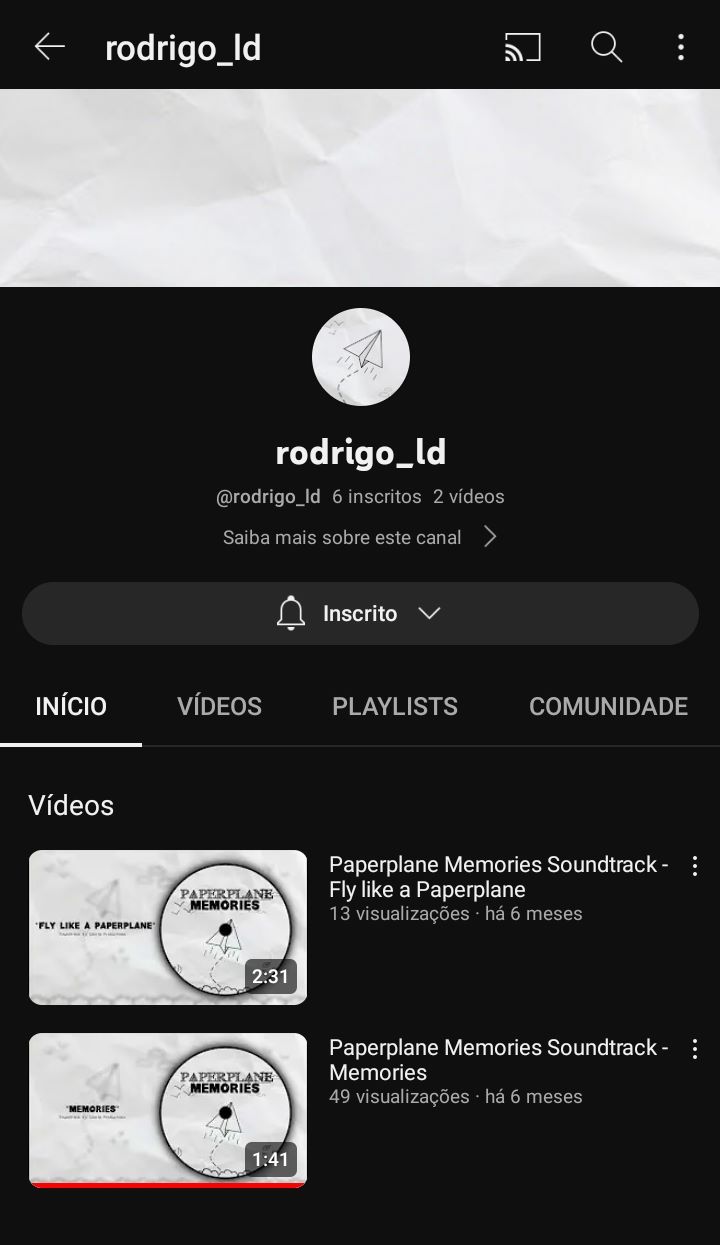 rodrigo_ld
rodrigo_ld
@rodrigo_ld 6 inscritos 2 vídeos
Saiba mais sobre este canal
Inscrito
INÍCIO VÍDEOS PLAYLISTS COMUNIDADE
Vídeos
PAPERPLANE
MEMORIES
"FLY LIKE A PAPERPLANE"
2:31
Paperplane Memories Soundtrack -
Fly like a Paperplane
13 visualizações · há 6 meses
PAPERPLANE
MEMORIES
"MEMORIES"
1:41
Paperplane Memories Soundtrack -
Memories
49 visualizações · há 6 meses